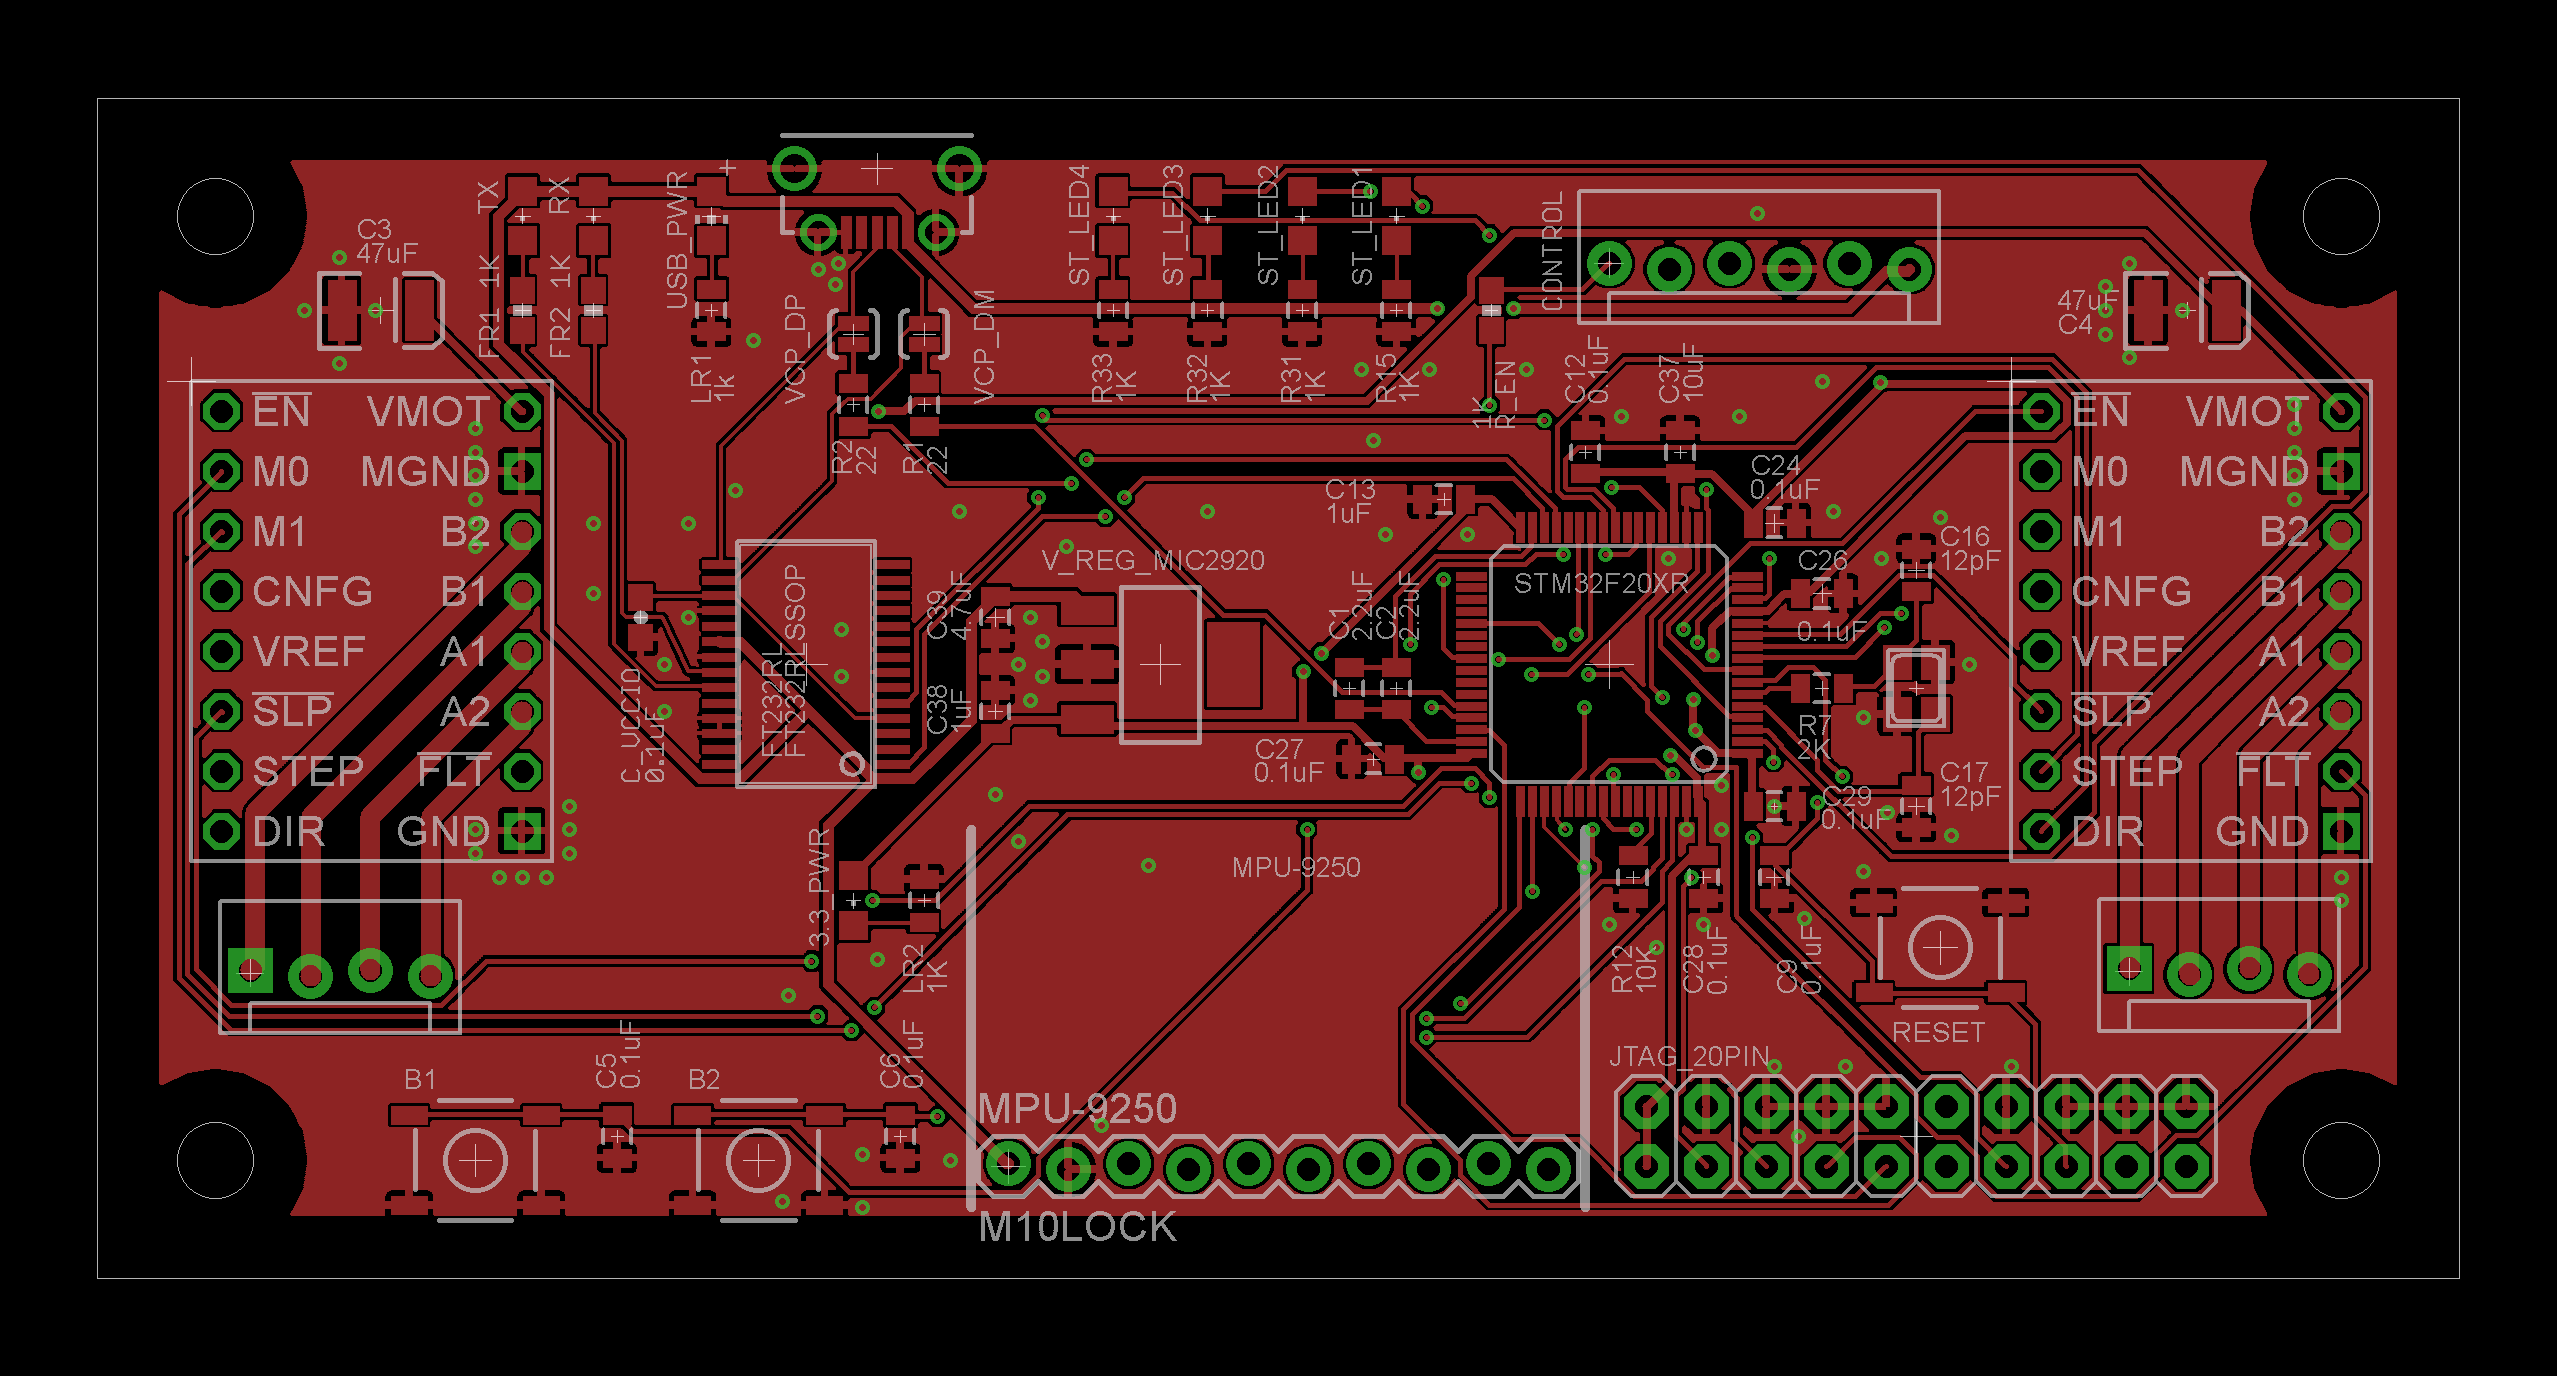 C3
47uF
TX
RX
USB_PWR
FR1 1K
FR2 1K
LR1
1k
VCP_DP
VCP_DM
R2
22
R1
22
ST_LED4
ST_LED3
ST_LED2
ST_LED1
R33
1K
R32
1K
R31
1K
R15
1K
1K
R_EN
CONTROL
C12
0.1uF
C37
10uF
47uF
C4
EN VMOT
M0 MGND
M1 B2
CNFG B1
VREF A1
SLP A2
STEP FLT
DIR GND
C_VCCIO
0.1uF
FT232RL
FT232RL_SSOP
C39
4.7uF
C38
1uF
V_REG_MIC2920
C13
1uF
C1
2.2uF
C2
2.2uF
C27
0.1uF
STM32F20XR
C24
0.1uF
C26
0.1uF
C16
12pF
R7
2K
C17
12pF
C29
0.1uF
EN VMOT
M0 MGND
M1 B2
CNFG B1
VREF A1
SLP A2
STEP FLT
DIR GND
3.3_PWR
LR2
1K
MPU-9250
R12
10K
C28
0.1uF
C9
0.1uF
RESET
JTAG_20PIN
B1
C5
0.1uF
B2
C6
0.1uF
MPU-9250
M10LOCK